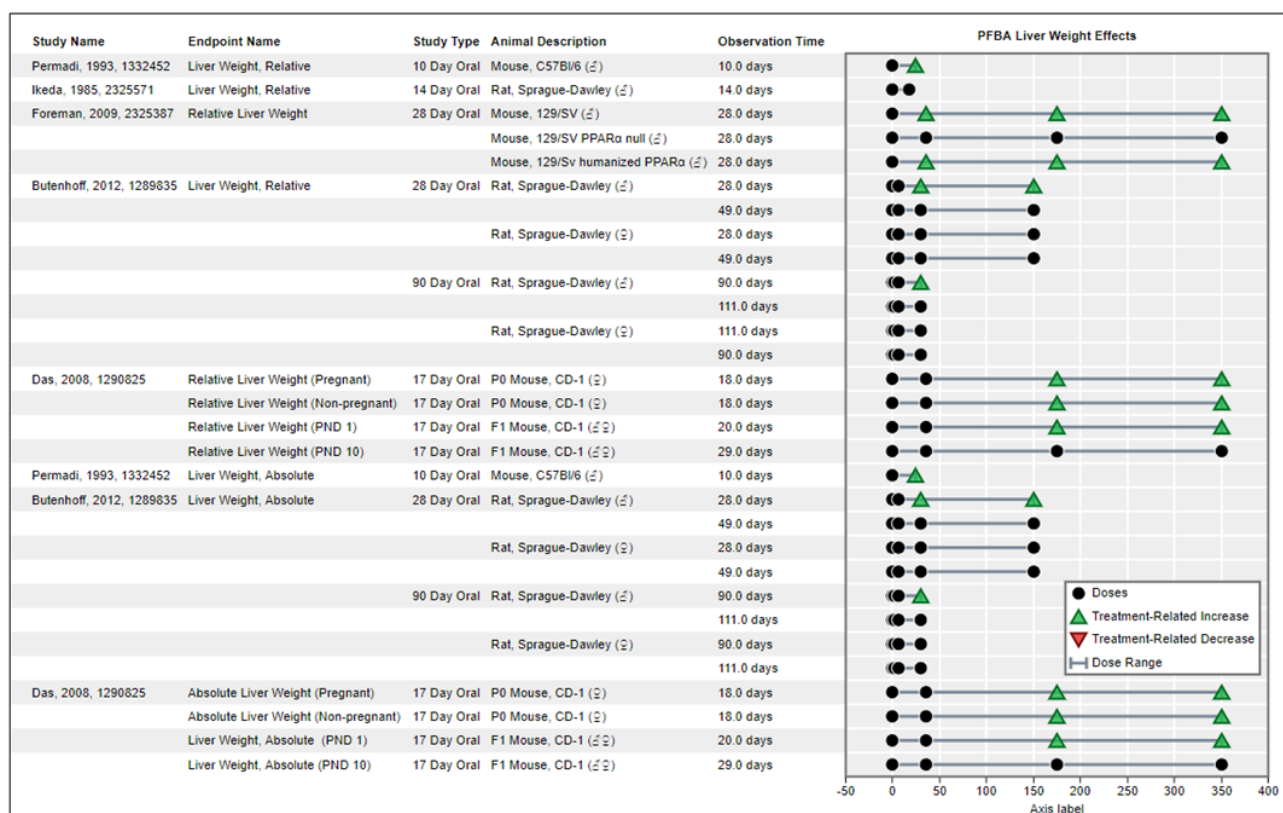 PFBA Liver Weight Effects
Study Name Endpoint Name Study Type Animal Description Observation Time
Permadi, 1993, 1332452 Liver Weight, Relative 10 Day Oral Mouse, C57Bl/6 (♂) 10.0 days
Ikeda, 1985, 2325571 Liver Weight, Relative 14 Day Oral Rat, Sprague-Dawley (♂) 14.0 days
Foreman, 2009, 2325387 Relative Liver Weight 28 Day Oral Mouse, 129/SV (♂) 28.0 days
Mouse, 129/SV PPARα null (♂) 28.0 days
Mouse, 129/Sv humanized PPARα (♂) 28.0 days
Butenhoff, 2012, 1289835 Liver Weight, Relative 28 Day Oral Rat, Sprague-Dawley (♂) 28.0 days
49.0 days
Rat, Sprague-Dawley (♀) 28.0 days
49.0 days
90 Day Oral Rat, Sprague-Dawley (♂) 90.0 days
111.0 days
Rat, Sprague-Dawley (♀) 111.0 days
90.0 days
Das, 2008, 1290825 Relative Liver Weight (Pregnant) 17 Day Oral P0 Mouse, CD-1 (♀) 18.0 days
Relative Liver Weight (Non-pregnant) 17 Day Oral P0 Mouse, CD-1 (♀) 18.0 days
Relative Liver Weight (PND 1) 17 Day Oral F1 Mouse, CD-1 (♂♀) 20.0 days
Relative Liver Weight (PND 10) 17 Day Oral F1 Mouse, CD-1 (♂♀) 29.0 days
Permadi, 1993, 1332452 Liver Weight, Absolute 10 Day Oral Mouse, C57Bl/6 (♂) 10.0 days
Butenhoff, 2012, 1289835 Liver Weight, Absolute 28 Day Oral Rat, Sprague-Dawley (♂) 28.0 days
49.0 days
Rat, Sprague-Dawley (♀) 28.0 days
49.0 days
90 Day Oral Rat, Sprague-Dawley (♂) 90.0 days
111.0 days
Rat, Sprague-Dawley (♀) 90.0 days
111.0 days
Das, 2008, 1290825 Absolute Liver Weight (Pregnant) 17 Day Oral P0 Mouse, CD-1 (♀) 18.0 days
Absolute Liver Weight (Non-pregnant) 17 Day Oral P0 Mouse, CD-1 (♀) 18.0 days
Liver Weight, Absolute (PND 1) 17 Day Oral F1 Mouse, CD-1 (♂♀) 20.0 days
Liver Weight, Absolute (PND 10) 17 Day Oral F1 Mouse, CD-1 (♂♀) 29.0 days
Doses
Treatment-Related Increase
Treatment-Related Decrease
Dose Range
-50 0 50 100 150 200 250 300 350 400
Axis label